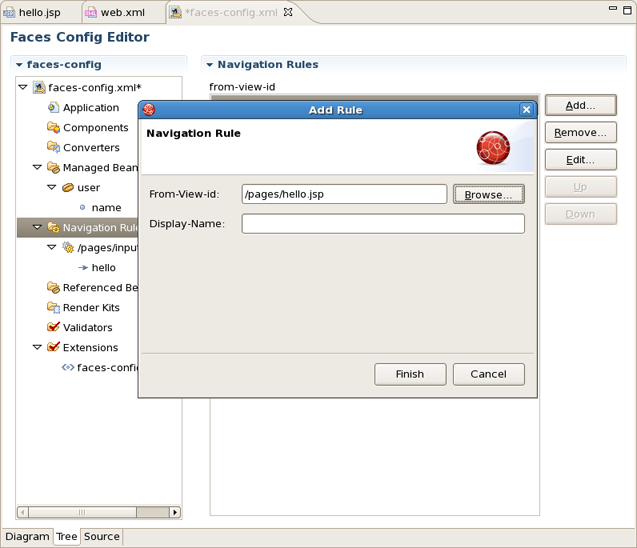 hello.jsp web.xml *faces-config.xml
Faces Config Editor
faces-config
Navigation Rules
faces-config.xml*
from-view-id
Application
Components
Converters
Managed Bean
user
name
Navigation Rule
/pages/input
hello
Referenced Be
Render Kits
Validators
Extensions
faces-config
Add Rule
Navigation Rule
From-View-id: /pages/hello.jsp Browse...
Display-Name:
Finish Cancel
Add...
Remove...
Edit...
Up
Down
Diagram Tree Source